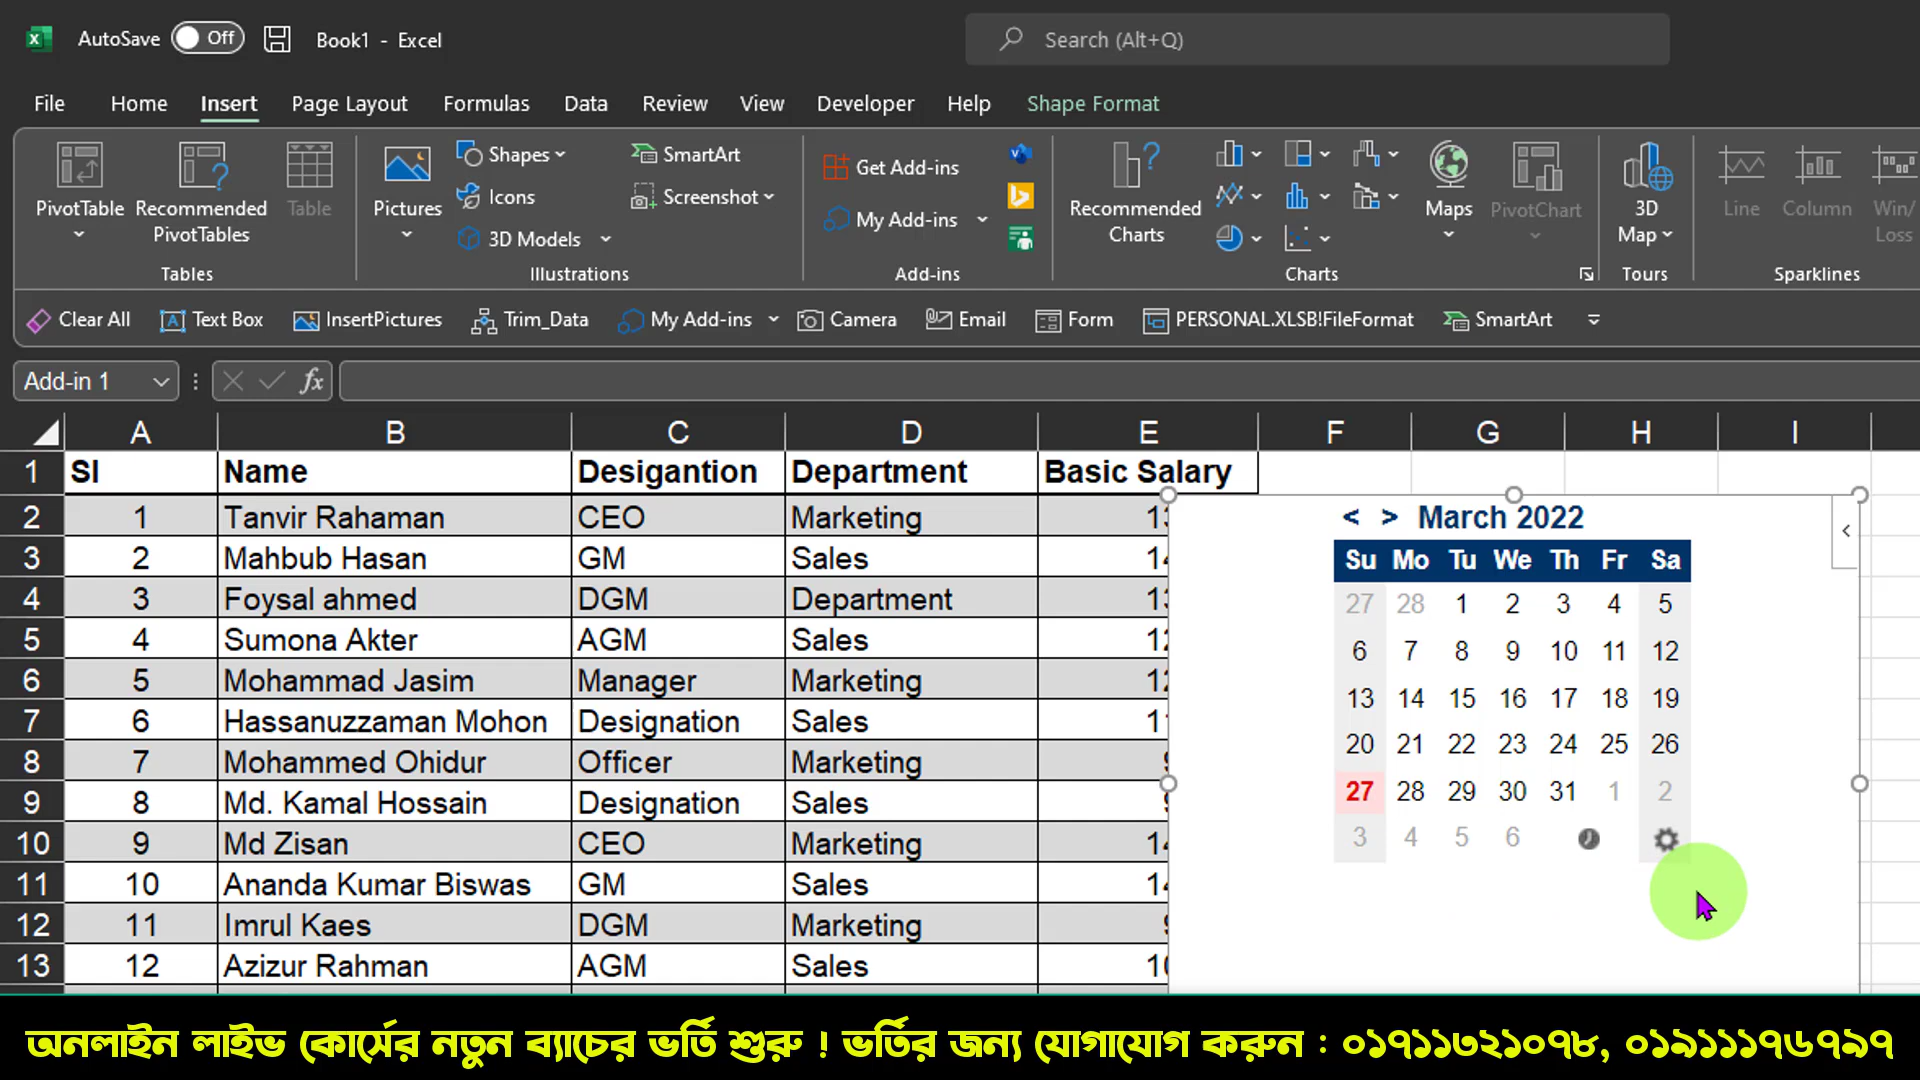 AutoSave Off Book1 - Excel Search (Alt+Q)
File Home Insert Page Layout Formulas Data Review View Developer Help Shape Format
PivotTable
Recommended PivotTables
Table
Tables
Pictures
Shapes
Icons
3D Models
SmartArt
Screenshot
Illustrations
Get Add-ins
My Add-ins
Add-ins
Recommended Charts
Maps
PivotChart
Charts
3D Map
Tours
Line
Column
Win/ Loss
Sparklines
Clear All Text Box InsertPictures Trim_Data My Add-ins Camera Email Form PERSONAL.XLSB!FileFormat SmartArt
Add-in 1 fx
A B C D E F G H I
1 Sl Name Desigantion Department Basic Salary
2 1 Tanvir Rahaman CEO Marketing
3 2 Mahbub Hasan GM Sales
4 3 Foysal ahmed DGM Department
5 4 Sumona Akter AGM Sales
6 5 Mohammad Jasim Manager Marketing
7 6 Hassanuzzaman Mohon Designation Sales
8 7 Mohammed Ohidur Officer Marketing
9 8 Md. Kamal Hossain Designation Sales
10 9 Md Zisan CEO Marketing
11 10 Ananda Kumar Biswas GM Sales
12 11 Imrul Kaes DGM Marketing
13 12 Azizur Rahman AGM Sales
< > March 2022
Su Mo Tu We Th Fr Sa
27 28 1 2 3 4 5
6 7 8 9 10 11 12
13 14 15 16 17 18 19
20 21 22 23 24 25 26
27 28 29 30 31 1 2
3 4 5 6
অনলাইন লাইভ কোর্সের নতুন ব্যাচের ভর্তি শুরু ! ভর্তির জন্য যোগাযোগ করুন : ০১৭১১৩২১০৭৮, ০১৯১১১৭৬৭৯৭